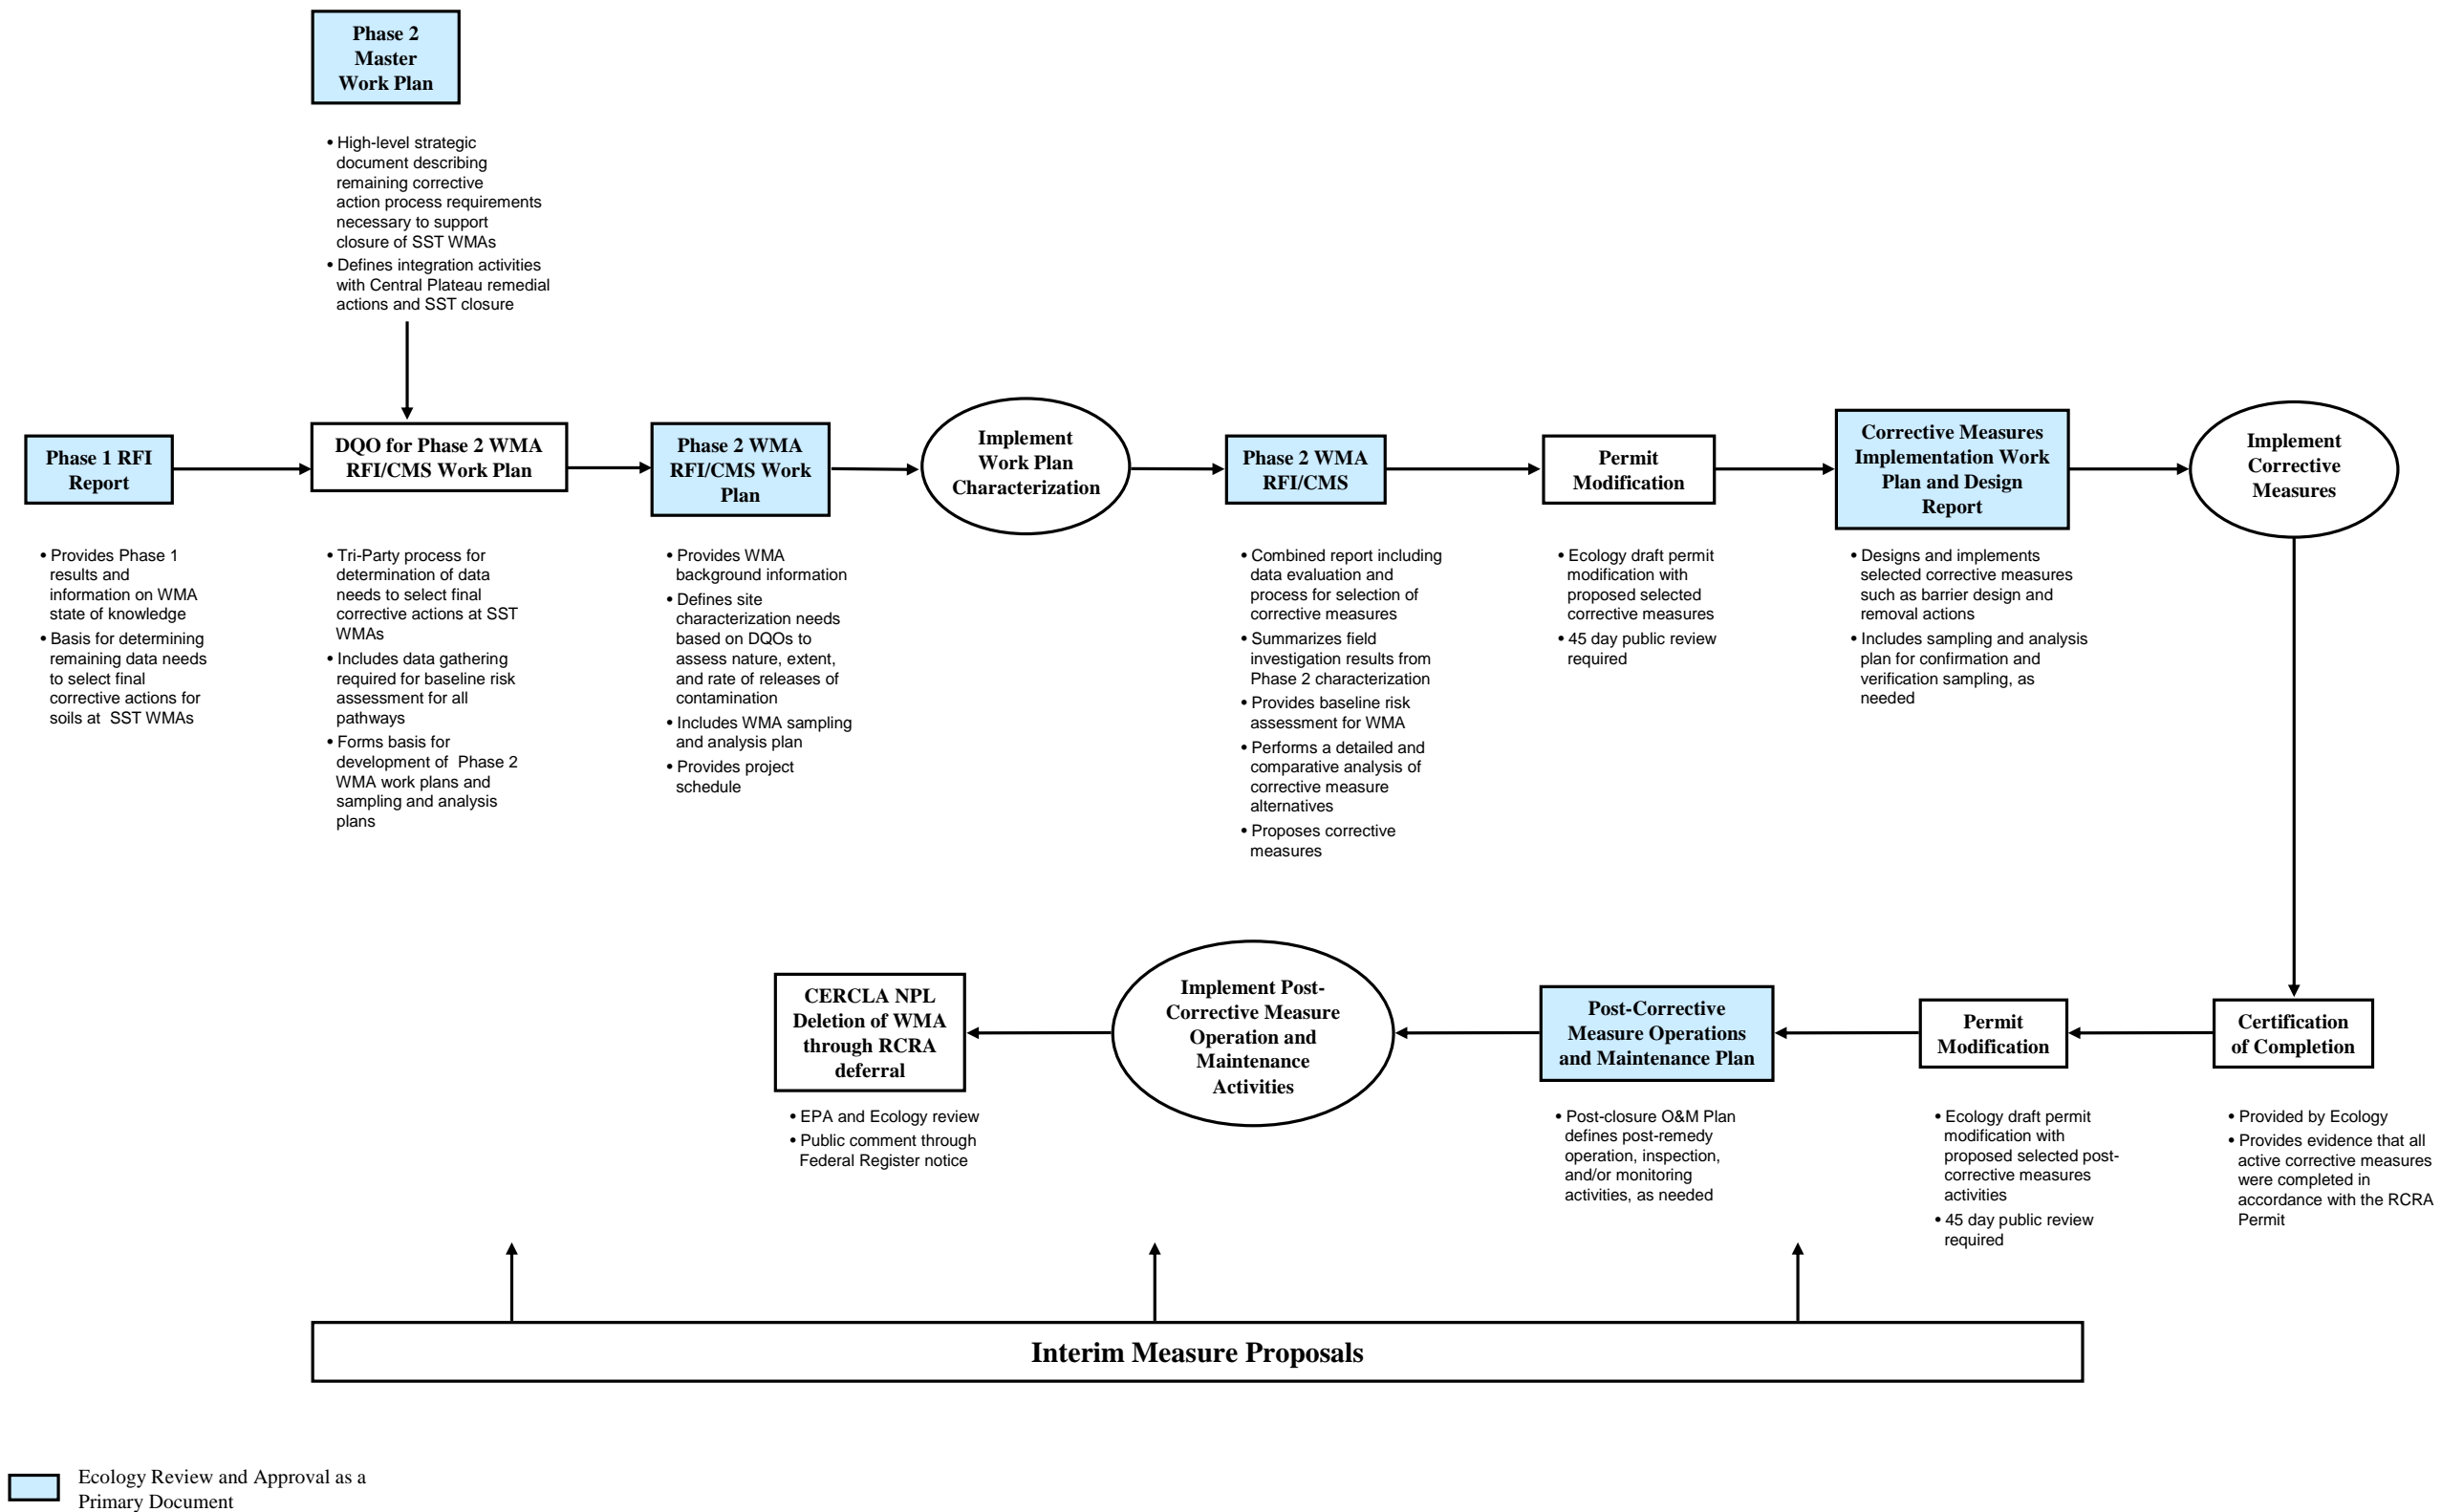 Phase 2
Master
Work Plan
• High-level strategic
document describing
remaining corrective
action process requirements
necessary to support
closure of SST WMAs
• Defines integration activities
with Central Plateau remedial
actions and SST closure
Phase 1 RFI
Report
• Provides Phase 1
results and
information on WMA
state of knowledge
• Basis for determining
remaining data needs
to select final
corrective actions for
soils at SST WMAs
DQO for Phase 2 WMA
RFI/CMS Work Plan
• Tri-Party process for
determination of data
needs to select final
corrective actions at SST
WMAs
• Includes data gathering
required for baseline risk
assessment for all
pathways
• Forms basis for
development of Phase 2
WMA work plans and
sampling and analysis
plans
Phase 2 WMA
RFI/CMS Work
Plan
• Provides WMA
background information
• Defines site
characterization needs
based on DQOs to
assess nature, extent,
and rate of releases of
contamination
• Includes WMA sampling
and analysis plan
• Provides project
schedule
Implement
Work Plan
Characterization
Phase 2 WMA
RFI/CMS
• Combined report including
data evaluation and
process for selection of
corrective measures
• Summarizes field
investigation results from
Phase 2 characterization
• Provides baseline risk
assessment for WMA
• Performs a detailed and
comparative analysis of
corrective measure
alternatives
• Proposes corrective
measures
Permit
Modification
• Ecology draft permit
modification with
proposed selected
corrective measures
• 45 day public review
required
Corrective Measures
Implementation Work
Plan and Design
Report
• Designs and implements
selected corrective measures
such as barrier design and
removal actions
• Includes sampling and analysis
plan for confirmation and
verification sampling, as
needed
Implement
Corrective
Measures
Certification
of Completion
• Provided by Ecology
• Provides evidence that all
active corrective measures
were completed in
accordance with the RCRA
Permit
Permit
Modification
• Ecology draft permit
modification with
proposed selected post-
corrective measures
activities
• 45 day public review
required
Post-Corrective
Measure Operations
and Maintenance Plan
• Post-closure O&M Plan
defines post-remedy
operation, inspection,
and/or monitoring
activities, as needed
Implement Post-
Corrective Measure
Operation and
Maintenance
Activities
CERCLA NPL
Deletion of WMA
through RCRA
deferral
• EPA and Ecology review
• Public comment through
Federal Register notice
Interim Measure Proposals
Ecology Review and Approval as a
Primary Document